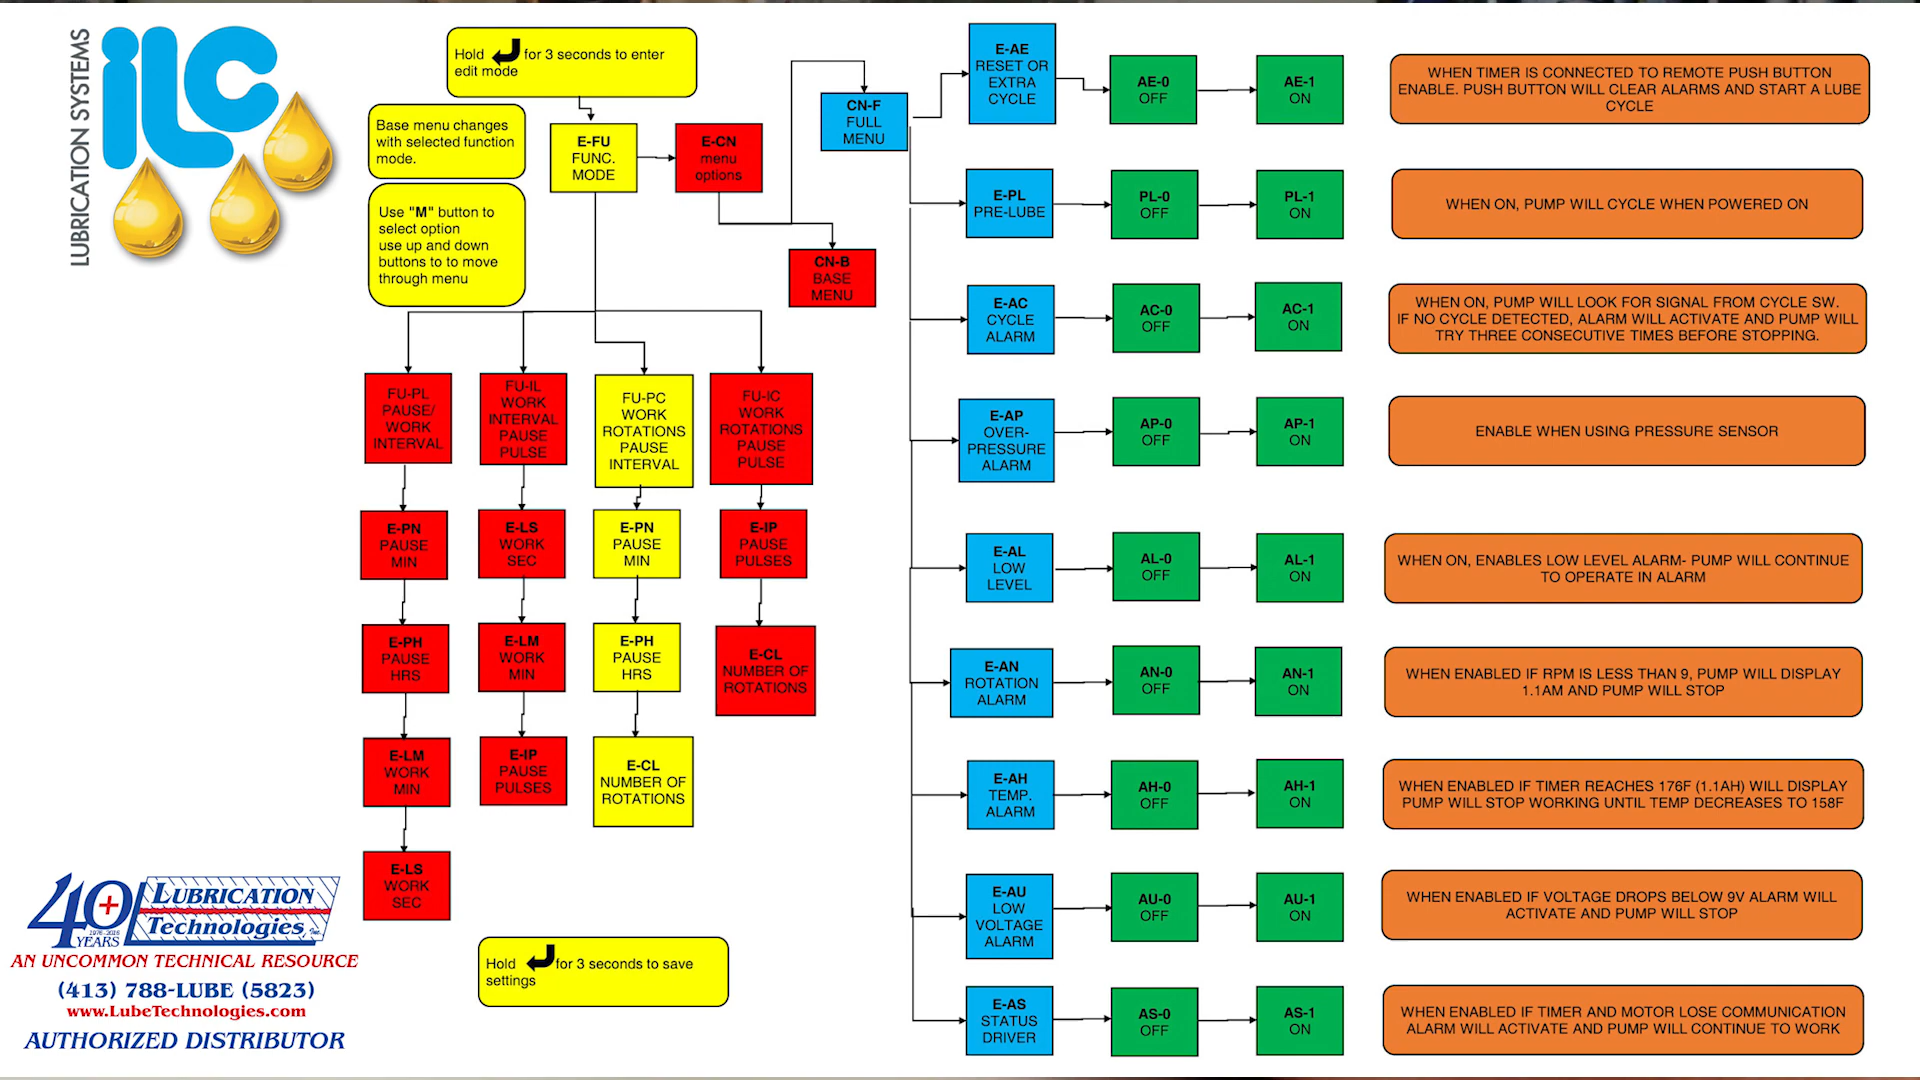 LUBRICATION SYSTEMS
iLC
Hold for 3 seconds to enter
edit mode
Base menu changes
with selected function
mode.
Use "M" button to
select option
use up and down
buttons to to move
through menu
E-FU
FUNC.
MODE
E-CN
menu
options
CN-F
FULL
MENU
CN-B
BASE
MENU
FU-PL
PAUSE/
WORK
INTERVAL
E-PN
PAUSE
MIN
E-PH
PAUSE
HRS
E-LM
WORK
MIN
E-LS
WORK
SEC
FU-IL
WORK
INTERVAL
PAUSE
PULSE
E-LS
WORK
SEC
E-LM
WORK
MIN
E-IP
PAUSE
PULSES
FU-PC
WORK
ROTATIONS
PAUSE
INTERVAL
E-PN
PAUSE
MIN
E-PH
PAUSE
HRS
E-CL
NUMBER OF
ROTATIONS
FU-IC
WORK
ROTATIONS
PAUSE
PULSE
E-IP
PAUSE
PULSES
E-CL
NUMBER OF
ROTATIONS
Hold for 3 seconds to save
settings
E-AE
RESET OR
EXTRA
CYCLE
AE-0
OFF
AE-1
ON
WHEN TIMER IS CONNECTED TO REMOTE PUSH BUTTON
ENABLE. PUSH BUTTON WILL CLEAR ALARMS AND START A LUBE
CYCLE
E-PL
PRE-LUBE
PL-0
OFF
PL-1
ON
WHEN ON, PUMP WILL CYCLE WHEN POWERED ON
E-AC
CYCLE
ALARM
AC-0
OFF
AC-1
ON
WHEN ON, PUMP WILL LOOK FOR SIGNAL FROM CYCLE SW.
IF NO CYCLE DETECTED, ALARM WILL ACTIVATE AND PUMP WILL
TRY THREE CONSECUTIVE TIMES BEFORE STOPPING.
E-AP
OVER-
PRESSURE
ALARM
AP-0
OFF
AP-1
ON
ENABLE WHEN USING PRESSURE SENSOR
E-AL
LOW
LEVEL
AL-0
OFF
AL-1
ON
WHEN ON, ENABLES LOW LEVEL ALARM- PUMP WILL CONTINUE
TO OPERATE IN ALARM
E-AN
ROTATION
ALARM
AN-0
OFF
AN-1
ON
WHEN ENABLED IF RPM IS LESS THAN 9, PUMP WILL DISPLAY
1.1AM AND PUMP WILL STOP
E-AH
TEMP.
ALARM
AH-0
OFF
AH-1
ON
WHEN ENABLED IF TIMER REACHES 176F (1.1AH) WILL DISPLAY
PUMP WILL STOP WORKING UNTIL TEMP DECREASES TO 158F
E-AU
LOW
VOLTAGE
ALARM
AU-0
OFF
AU-1
ON
WHEN ENABLED IF VOLTAGE DROPS BELOW 9V ALARM WILL
ACTIVATE AND PUMP WILL STOP
E-AS
STATUS
DRIVER
AS-0
OFF
AS-1
ON
WHEN ENABLED IF TIMER AND MOTOR LOSE COMMUNICATION
ALARM WILL ACTIVATE AND PUMP WILL CONTINUE TO WORK
40+
1976-2016
YEARS
LUBRICATION
Technologies, Inc.
AN UNCOMMON TECHNICAL RESOURCE
(413) 788-LUBE (5823)
www.LubeTechnologies.com
AUTHORIZED DISTRIBUTOR